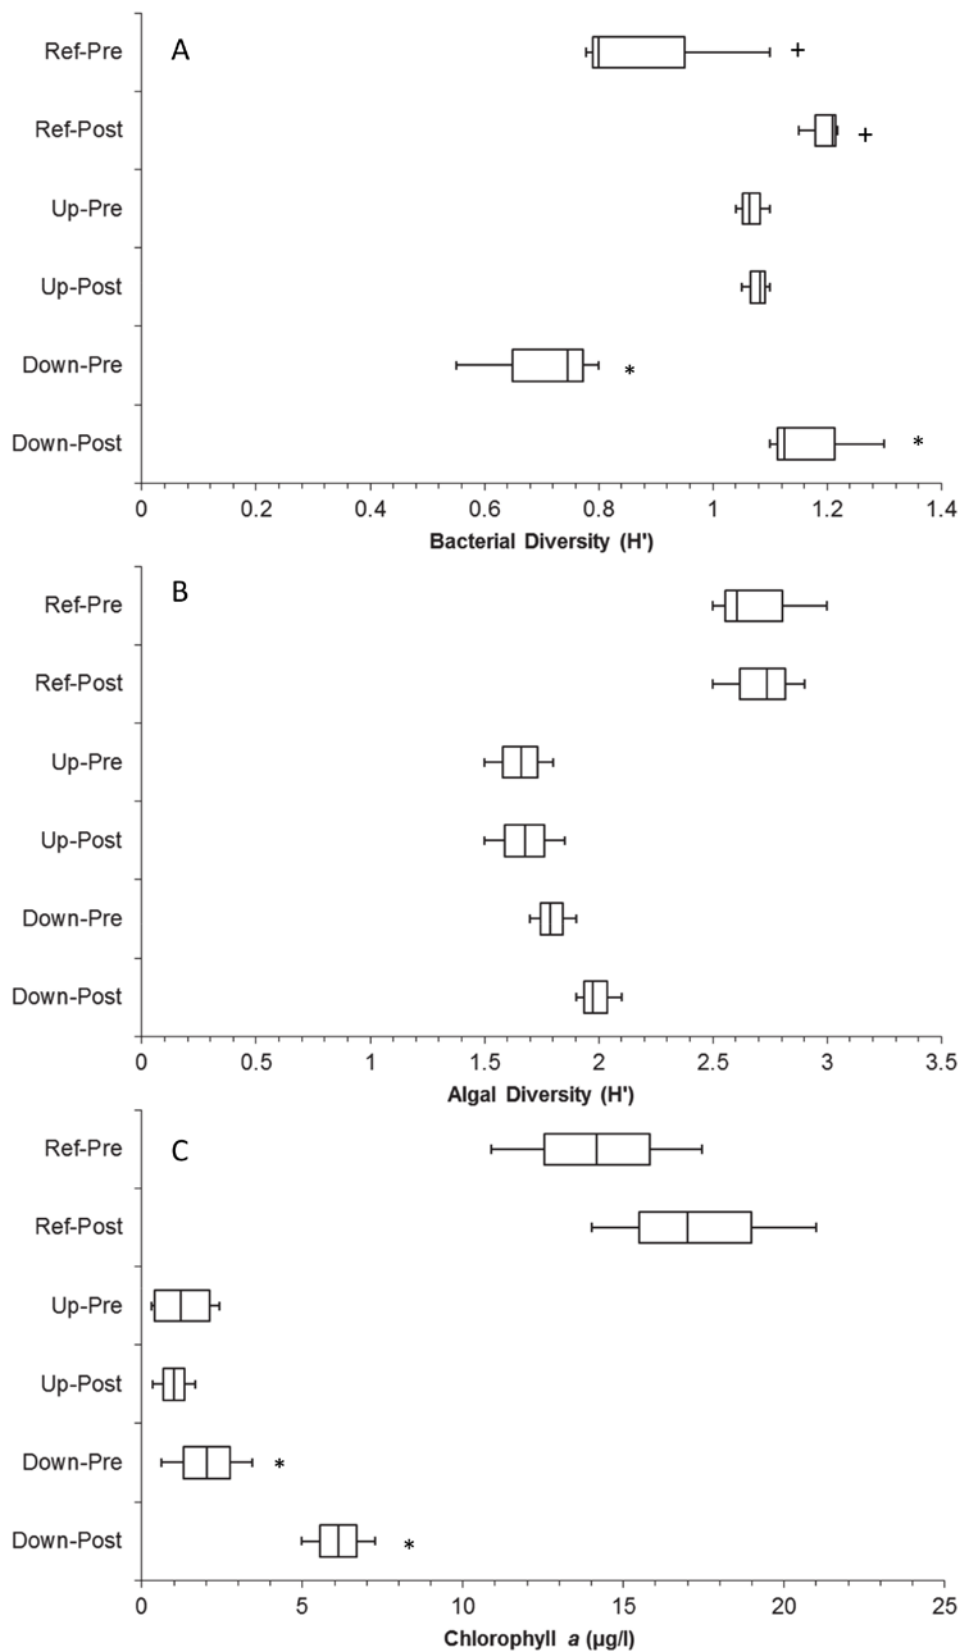 A
Ref-Pre +
Ref-Post +
Up-Pre
Up-Post
Down-Pre *
Down-Post *
0 0.2 0.4 0.6 0.8 1 1.2 1.4
Bacterial Diversity (H')
B
Ref-Pre
Ref-Post
Up-Pre
Up-Post
Down-Pre
Down-Post
0 0.5 1 1.5 2 2.5 3 3.5
Algal Diversity (H')
C
Ref-Pre
Ref-Post
Up-Pre
Up-Post
Down-Pre *
Down-Post *
0 5 10 15 20 25
Chlorophyll a (µg/l)